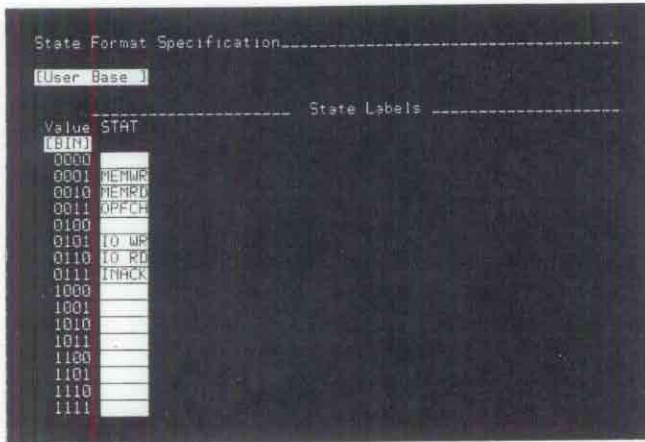 State Format Specification
[User Base ]
State Labels
Value STAT
[BIN]
0000
0001 MEMWR
0010 MEMRD
0011 OPFCH
0100
0101 IO WR
0110 IO RD
0111 INACK
1000
1001
1010
1011
1100
1101
1110
1111